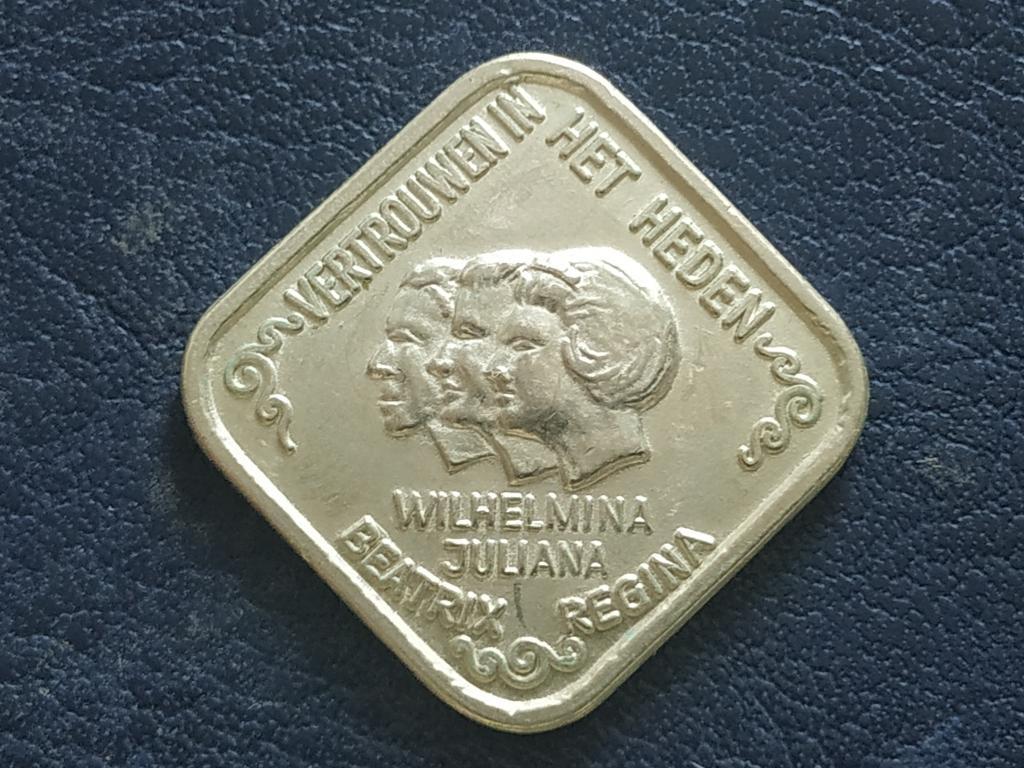 VERTROUWEN IN HET HEDEN
WILHELMINA
JULIANA
BEATRIX REGINA